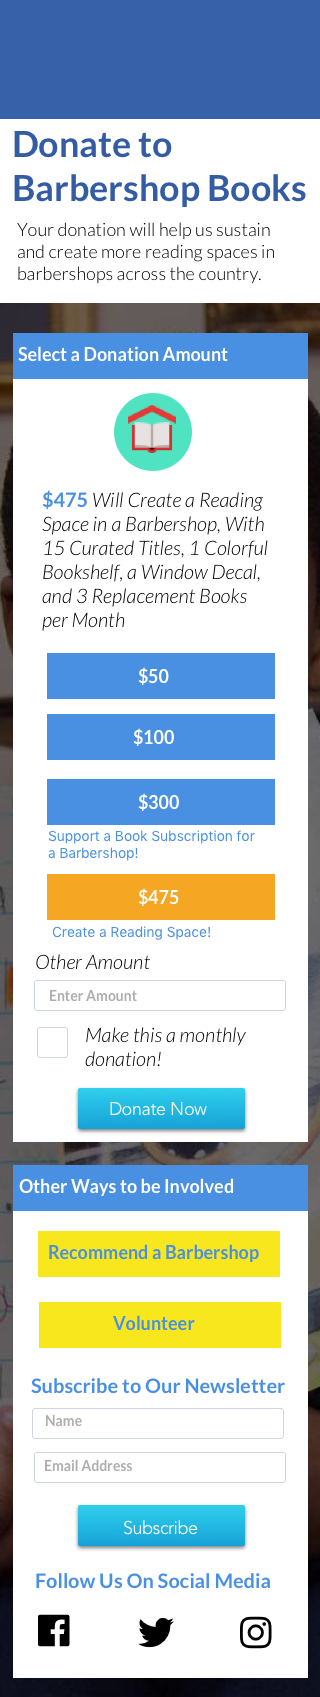 Donate to
Barbershop Books
Your donation will help us sustain
and create more reading spaces in
barbershops across the country.
Select a Donation Amount
$475 Will Create a Reading
Space in a Barbershop, With
15 Curated Titles, 1 Colorful
Bookshelf, a Window Decal,
and 3 Replacement Books
per Month
$50
$100
$300
Support a Book Subscription for
a Barbershop!
$475
Create a Reading Space!
Other Amount
Enter Amount
Make this a monthly
donation!
Donate Now
Other Ways to be Involved
Recommend a Barbershop
Volunteer
Subscribe to Our Newsletter
Name
Email Address
Subscribe
Follow Us On Social Media